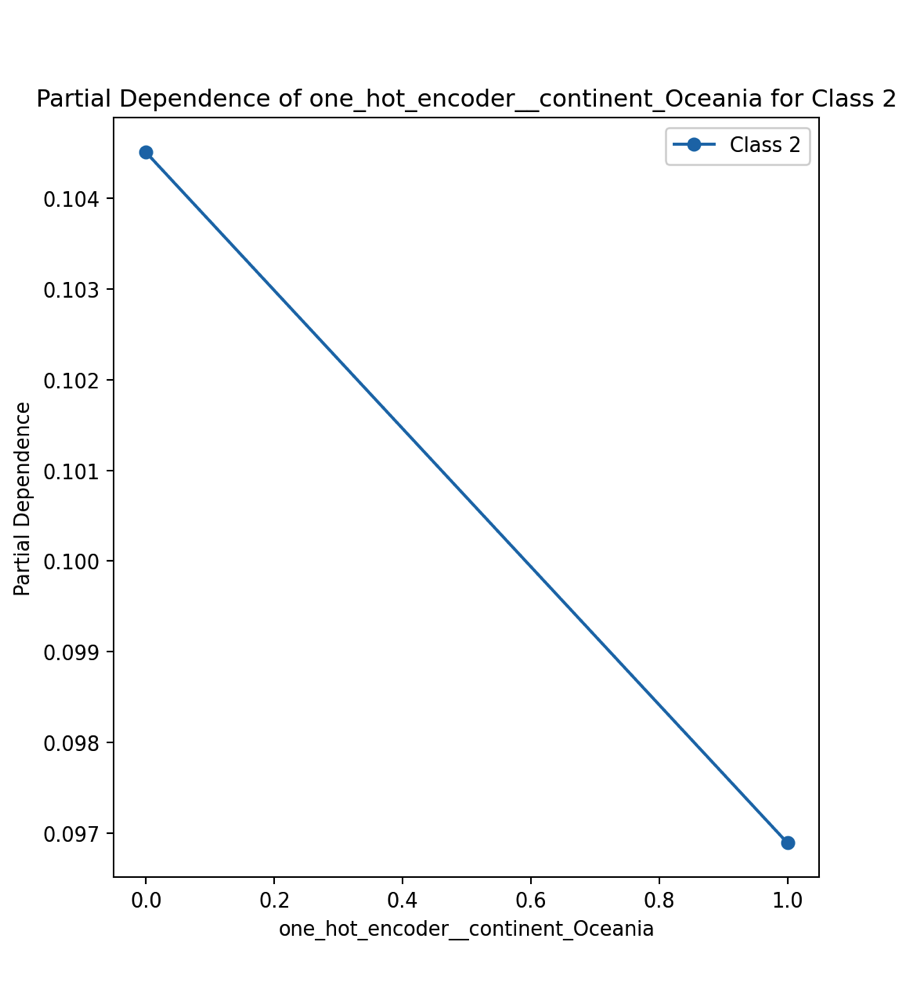 Partial Dependence of one_hot_encoder__continent_Oceania for Class 2
Class 2
Partial Dependence
0.104
0.103
0.102
0.101
0.100
0.099
0.098
0.097
0.0 0.2 0.4 0.6 0.8 1.0
one_hot_encoder__continent_Oceania